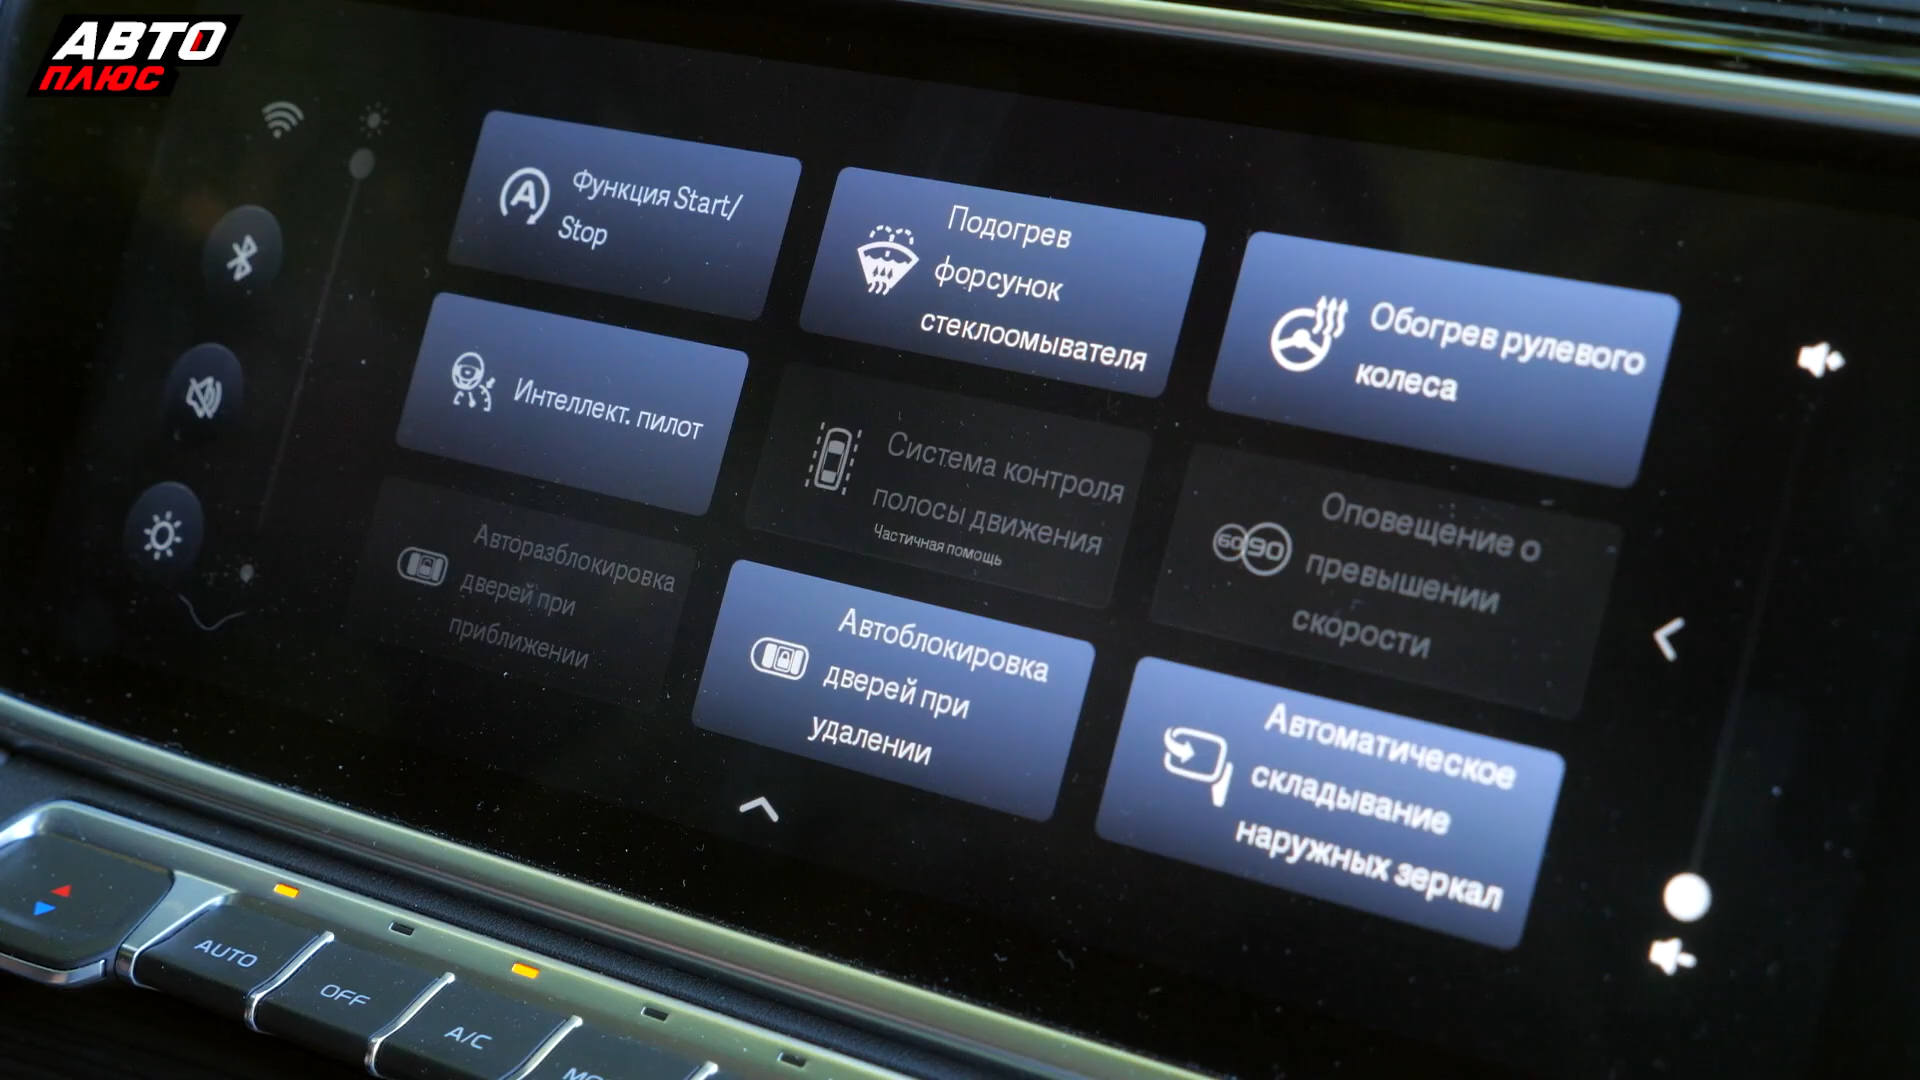 АВТО
ПЛЮС
Функция Start/
Stop
Подогрев
форсунок
стеклоомывателя
Обогрев рулевого
колеса
Интеллект. пилот
Система контроля
полосы движения
Частичная помощь
60 90
Оповещение о
превышении
скорости
Авторазблокировка
дверей при
приближении
Автоблокировка
дверей при
удалении
Автоматическое
складывание
наружных зеркал
AUTO
OFF
A/C